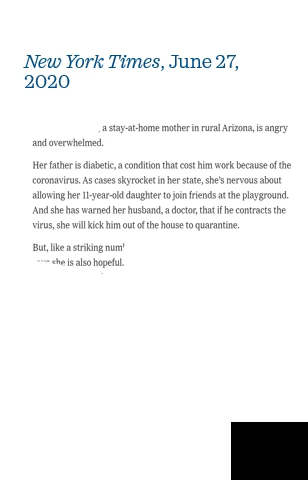 New York Times, June 27,
2020
, a stay-at-home mother in rural Arizona, is angry
and overwhelmed.
Her father is diabetic, a condition that cost him work because of the
coronavirus. As cases skyrocket in her state, she's nervous about
allowing her 11-year-old daughter to join friends at the playground.
And she has warned her husband, a doctor, that if he contracts the
virus, she will kick him out of the house to quarantine.
But, like a striking
she is also hopeful.